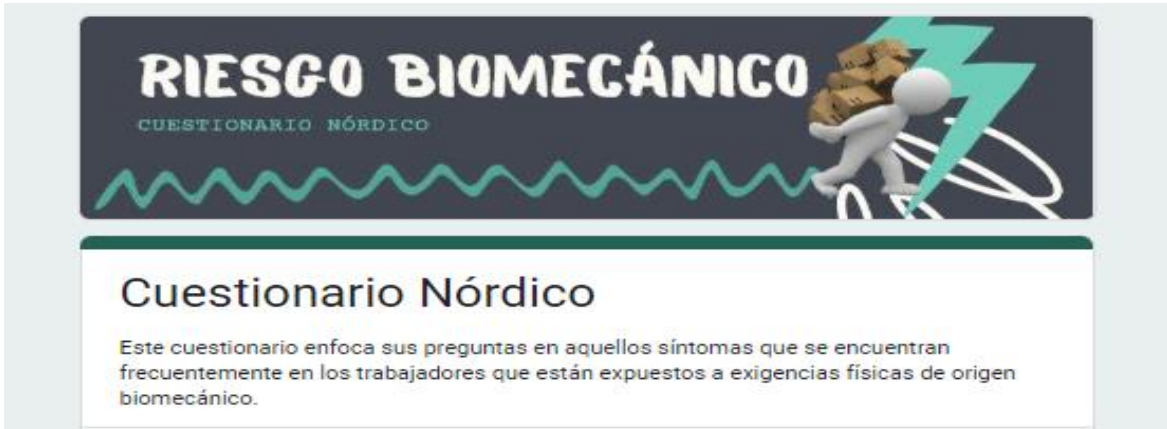 RIESGO BIOMECÁNICO
CUESTIONARIO NÓRDICO
Cuestionario Nórdico
Este cuestionario enfoca sus preguntas en aquellos síntomas que se encuentran
frecuentemente en los trabajadores que están expuestos a exigencias físicas de origen
biomecánico.